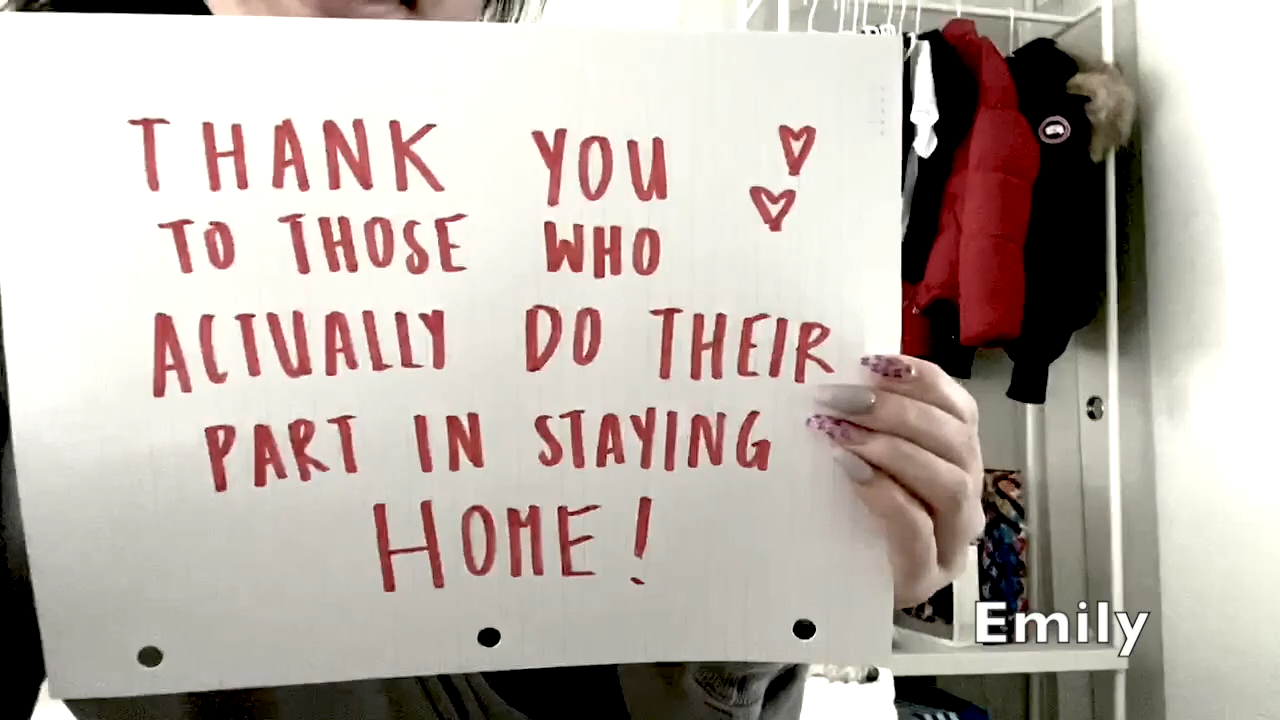 THANK YOU
TO THOSE WHO
ACTUALLY DO THEIR
PART IN STAYING
HOME!
Emily